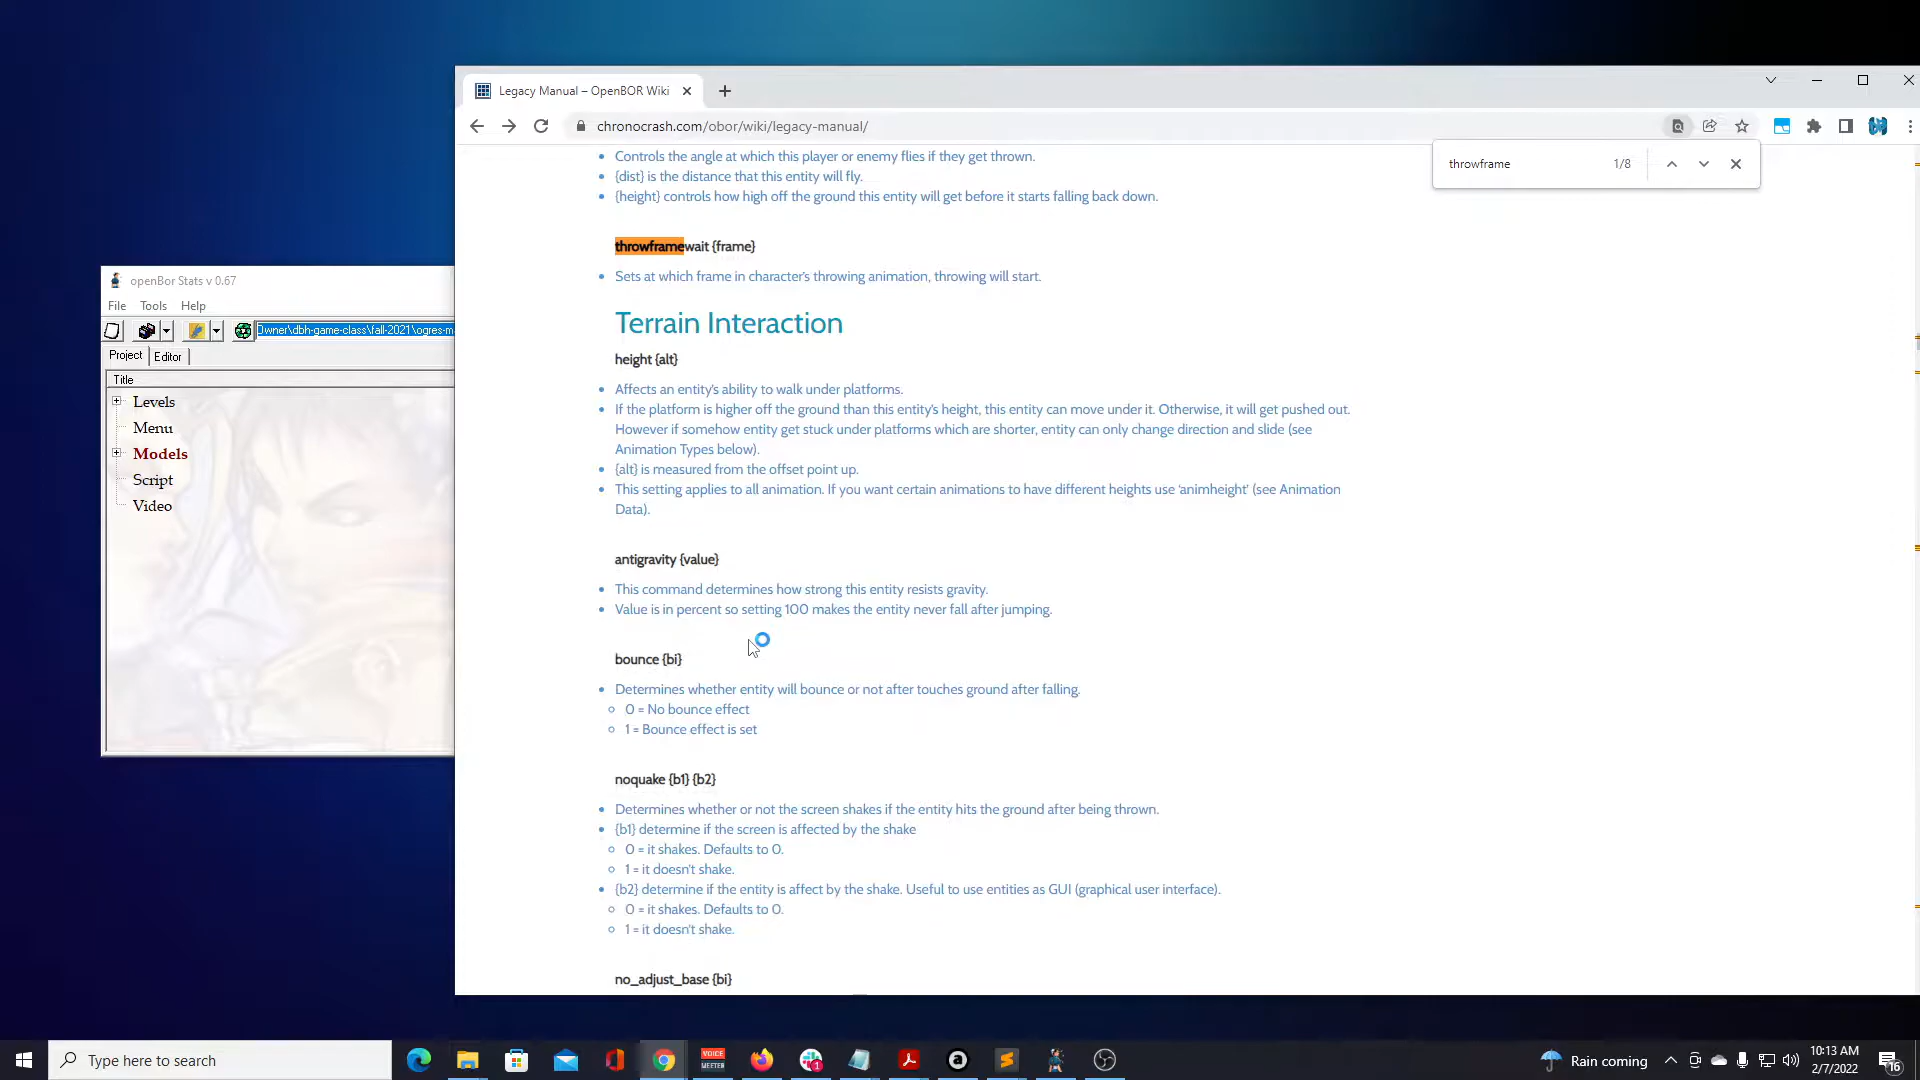 Legacy Manual – OpenBOR Wiki
chronocrash.com/obor/wiki/legacy-manual/
throwframe 1/8
Controls the angle at which this player or enemy flies if they get thrown.
{dist} is the distance that this entity will fly.
{height} controls how high off the ground this entity will get before it starts falling back down.
throwframewait {frame}
Sets at which frame in character's throwing animation, throwing will start.
Terrain Interaction
height {alt}
Affects an entity's ability to walk under platforms.
If the platform is higher off the ground than this entity's height, this entity can move under it. Otherwise, it will get pushed out.
However if somehow entity get stuck under platforms which are shorter, entity can only change direction and slide (see
Animation Types below).
{alt} is measured from the offset point up.
This setting applies to all animation. If you want certain animations to have different heights use ‘animheight’ (see Animation
Data).
antigravity {value}
This command determines how strong this entity resists gravity.
Value is in percent so setting 100 makes the entity never fall after jumping.
bounce {bi}
Determines whether entity will bounce or not after touches ground after falling.
0 = No bounce effect
1 = Bounce effect is set
noquake {b1} {b2}
Determines whether or not the screen shakes if the entity hits the ground after being thrown.
{b1} determine if the screen is affected by the shake
0 = it shakes. Defaults to 0.
1 = it doesn't shake.
{b2} determine if the entity is affect by the shake. Useful to use entities as GUI (graphical user interface).
0 = it shakes. Defaults to 0.
1 = it doesn't shake.
no_adjust_base {bi}
openBor Stats v 0.67
File Tools Help
Owner\dbh-game-class\fall-2021\ogres-m
Project Editor
Title
Levels
Menu
Models
Script
Video
Type here to search
VOICE
MEETER
1
Rain coming
10:13 AM
2/7/2022
16